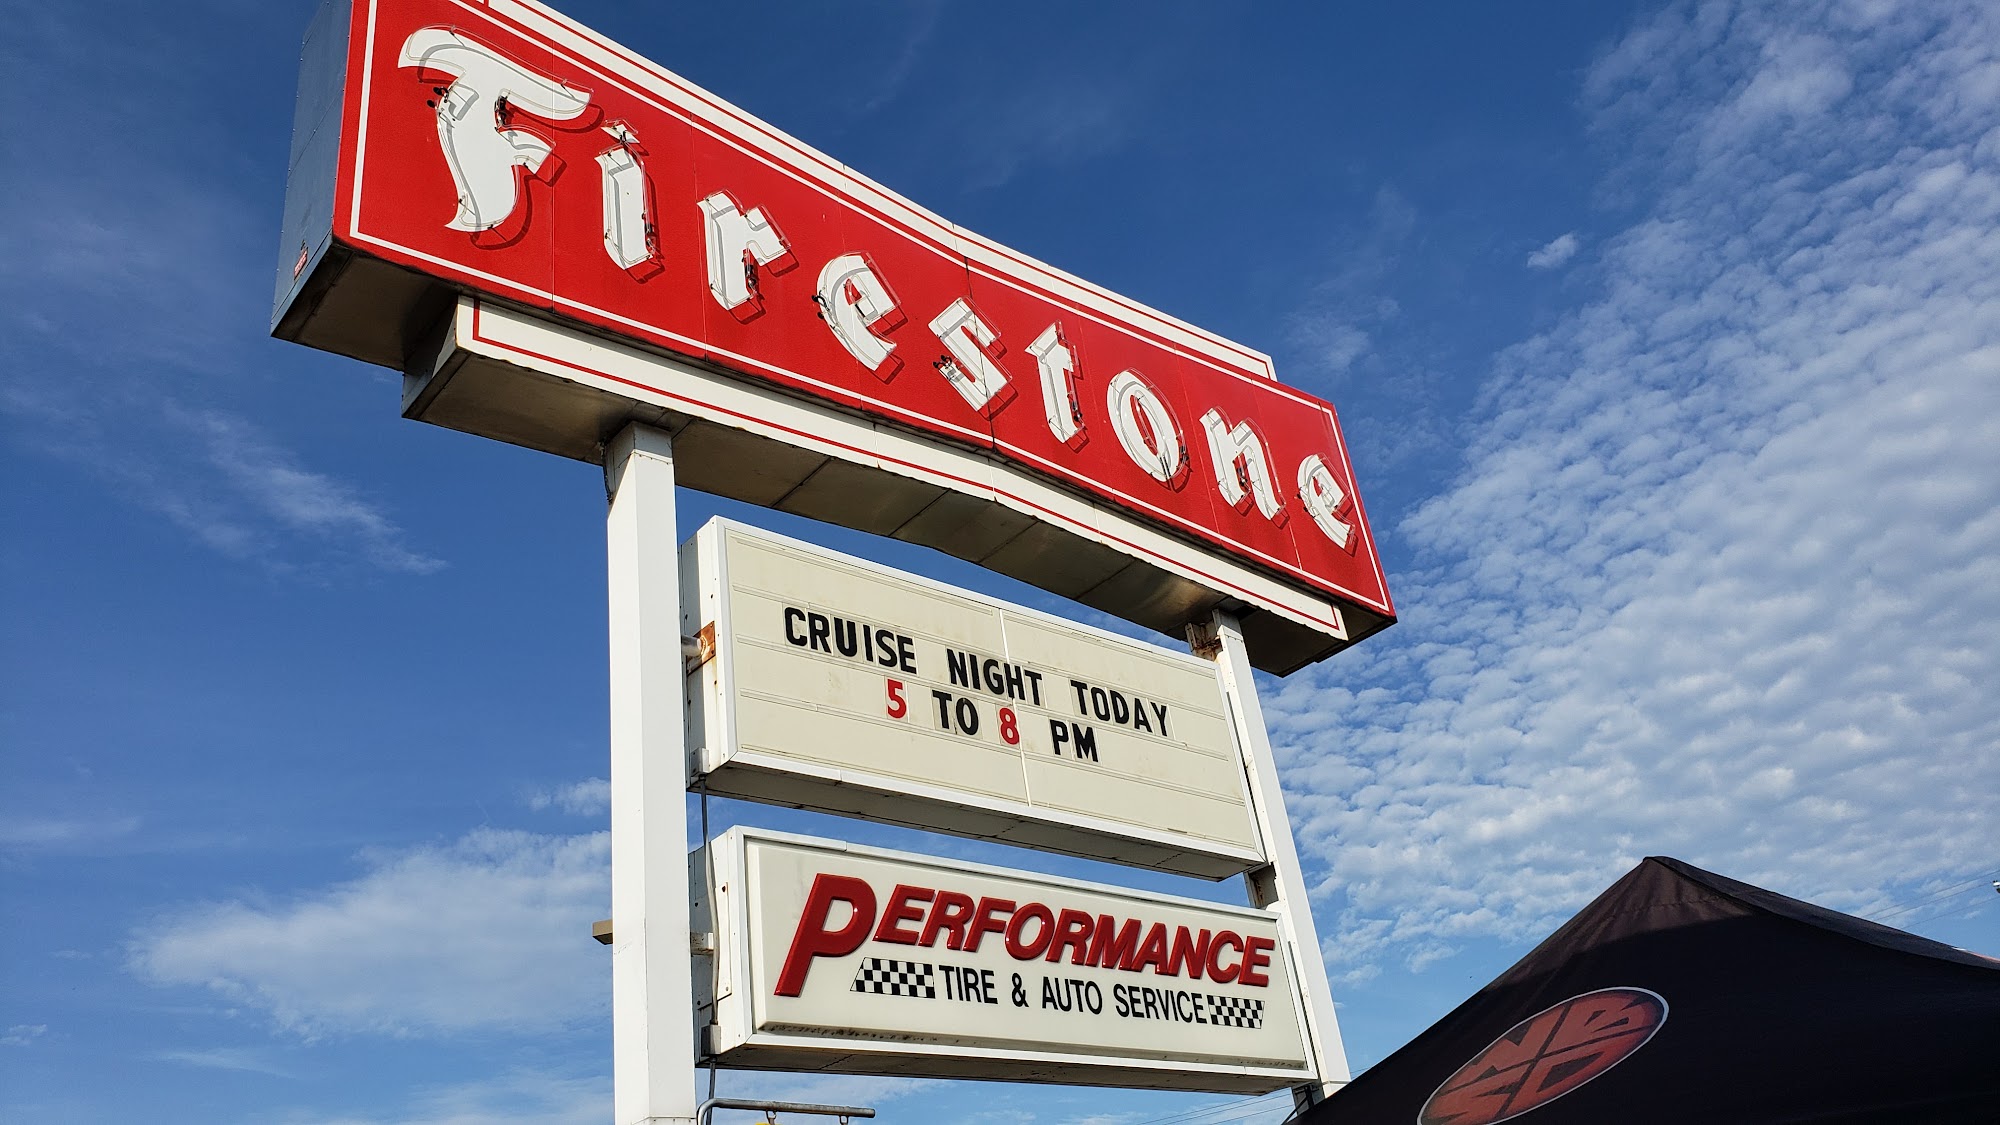 Firestone
CRUISE NIGHT TODAY
5 TO 8 PM
PERFORMANCE
TIRE & AUTO SERVICE